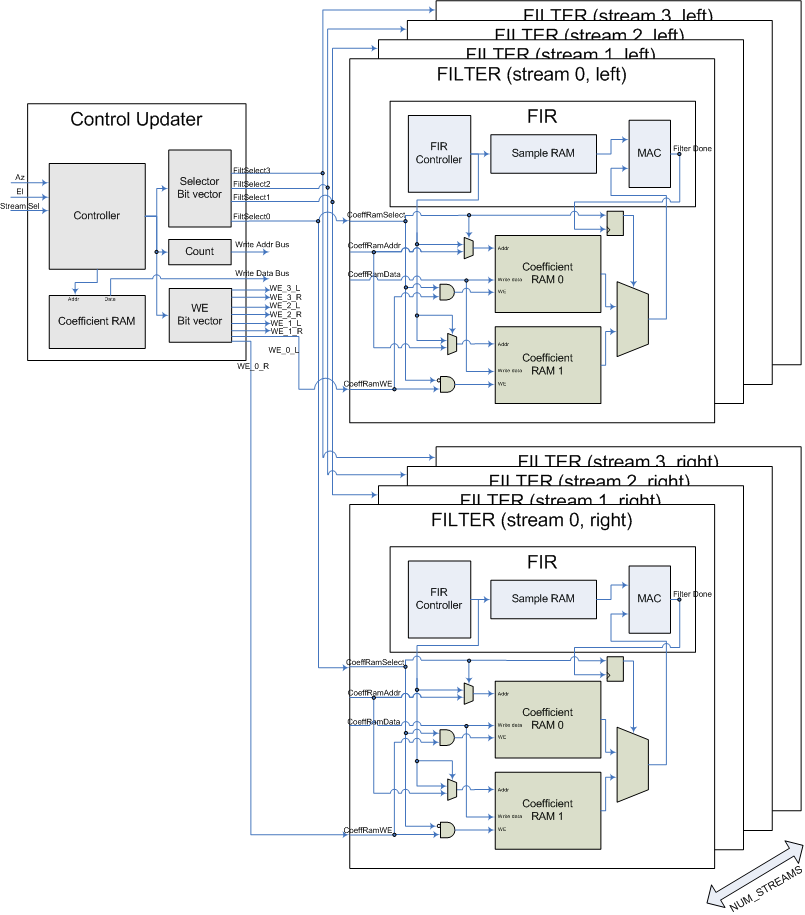 FILTER (stream 3, left)
FILTER (stream 2, left)
FILTER (stream 1, left)
FILTER (stream 0, left)
Control Updater
Az
El
Stream Sel
Controller
Selector
Bit vector
FiltSelect3
FiltSelect2
FiltSelect1
FiltSelect0
Count
Write Addr Bus
Write Data Bus
Addr
Data
Coefficient RAM
WE
Bit vector
WE_3_L
WE_3_R
WE_2_L
WE_2_R
WE_1_L
WE_1_R
WE_0_L
WE_0_R
FIR
FIR
Controller
Sample RAM
MAC
Filter Done
CoeffRamSelect
CoeffRamAddr
CoeffRamData
CoeffRamWE
Addr
Write data
WE
Coefficient
RAM 0
Addr
Write data
WE
Coefficient
RAM 1
FILTER (stream 3, right)
FILTER (stream 2, right)
FILTER (stream 1, right)
FILTER (stream 0, right)
FIR
FIR
Controller
Sample RAM
MAC
Filter Done
CoeffRamSelect
CoeffRamAddr
CoeffRamData
CoeffRamWE
Addr
Write data
WE
Coefficient
RAM 0
Addr
Write data
WE
Coefficient
RAM 1
NUM_STREAMS